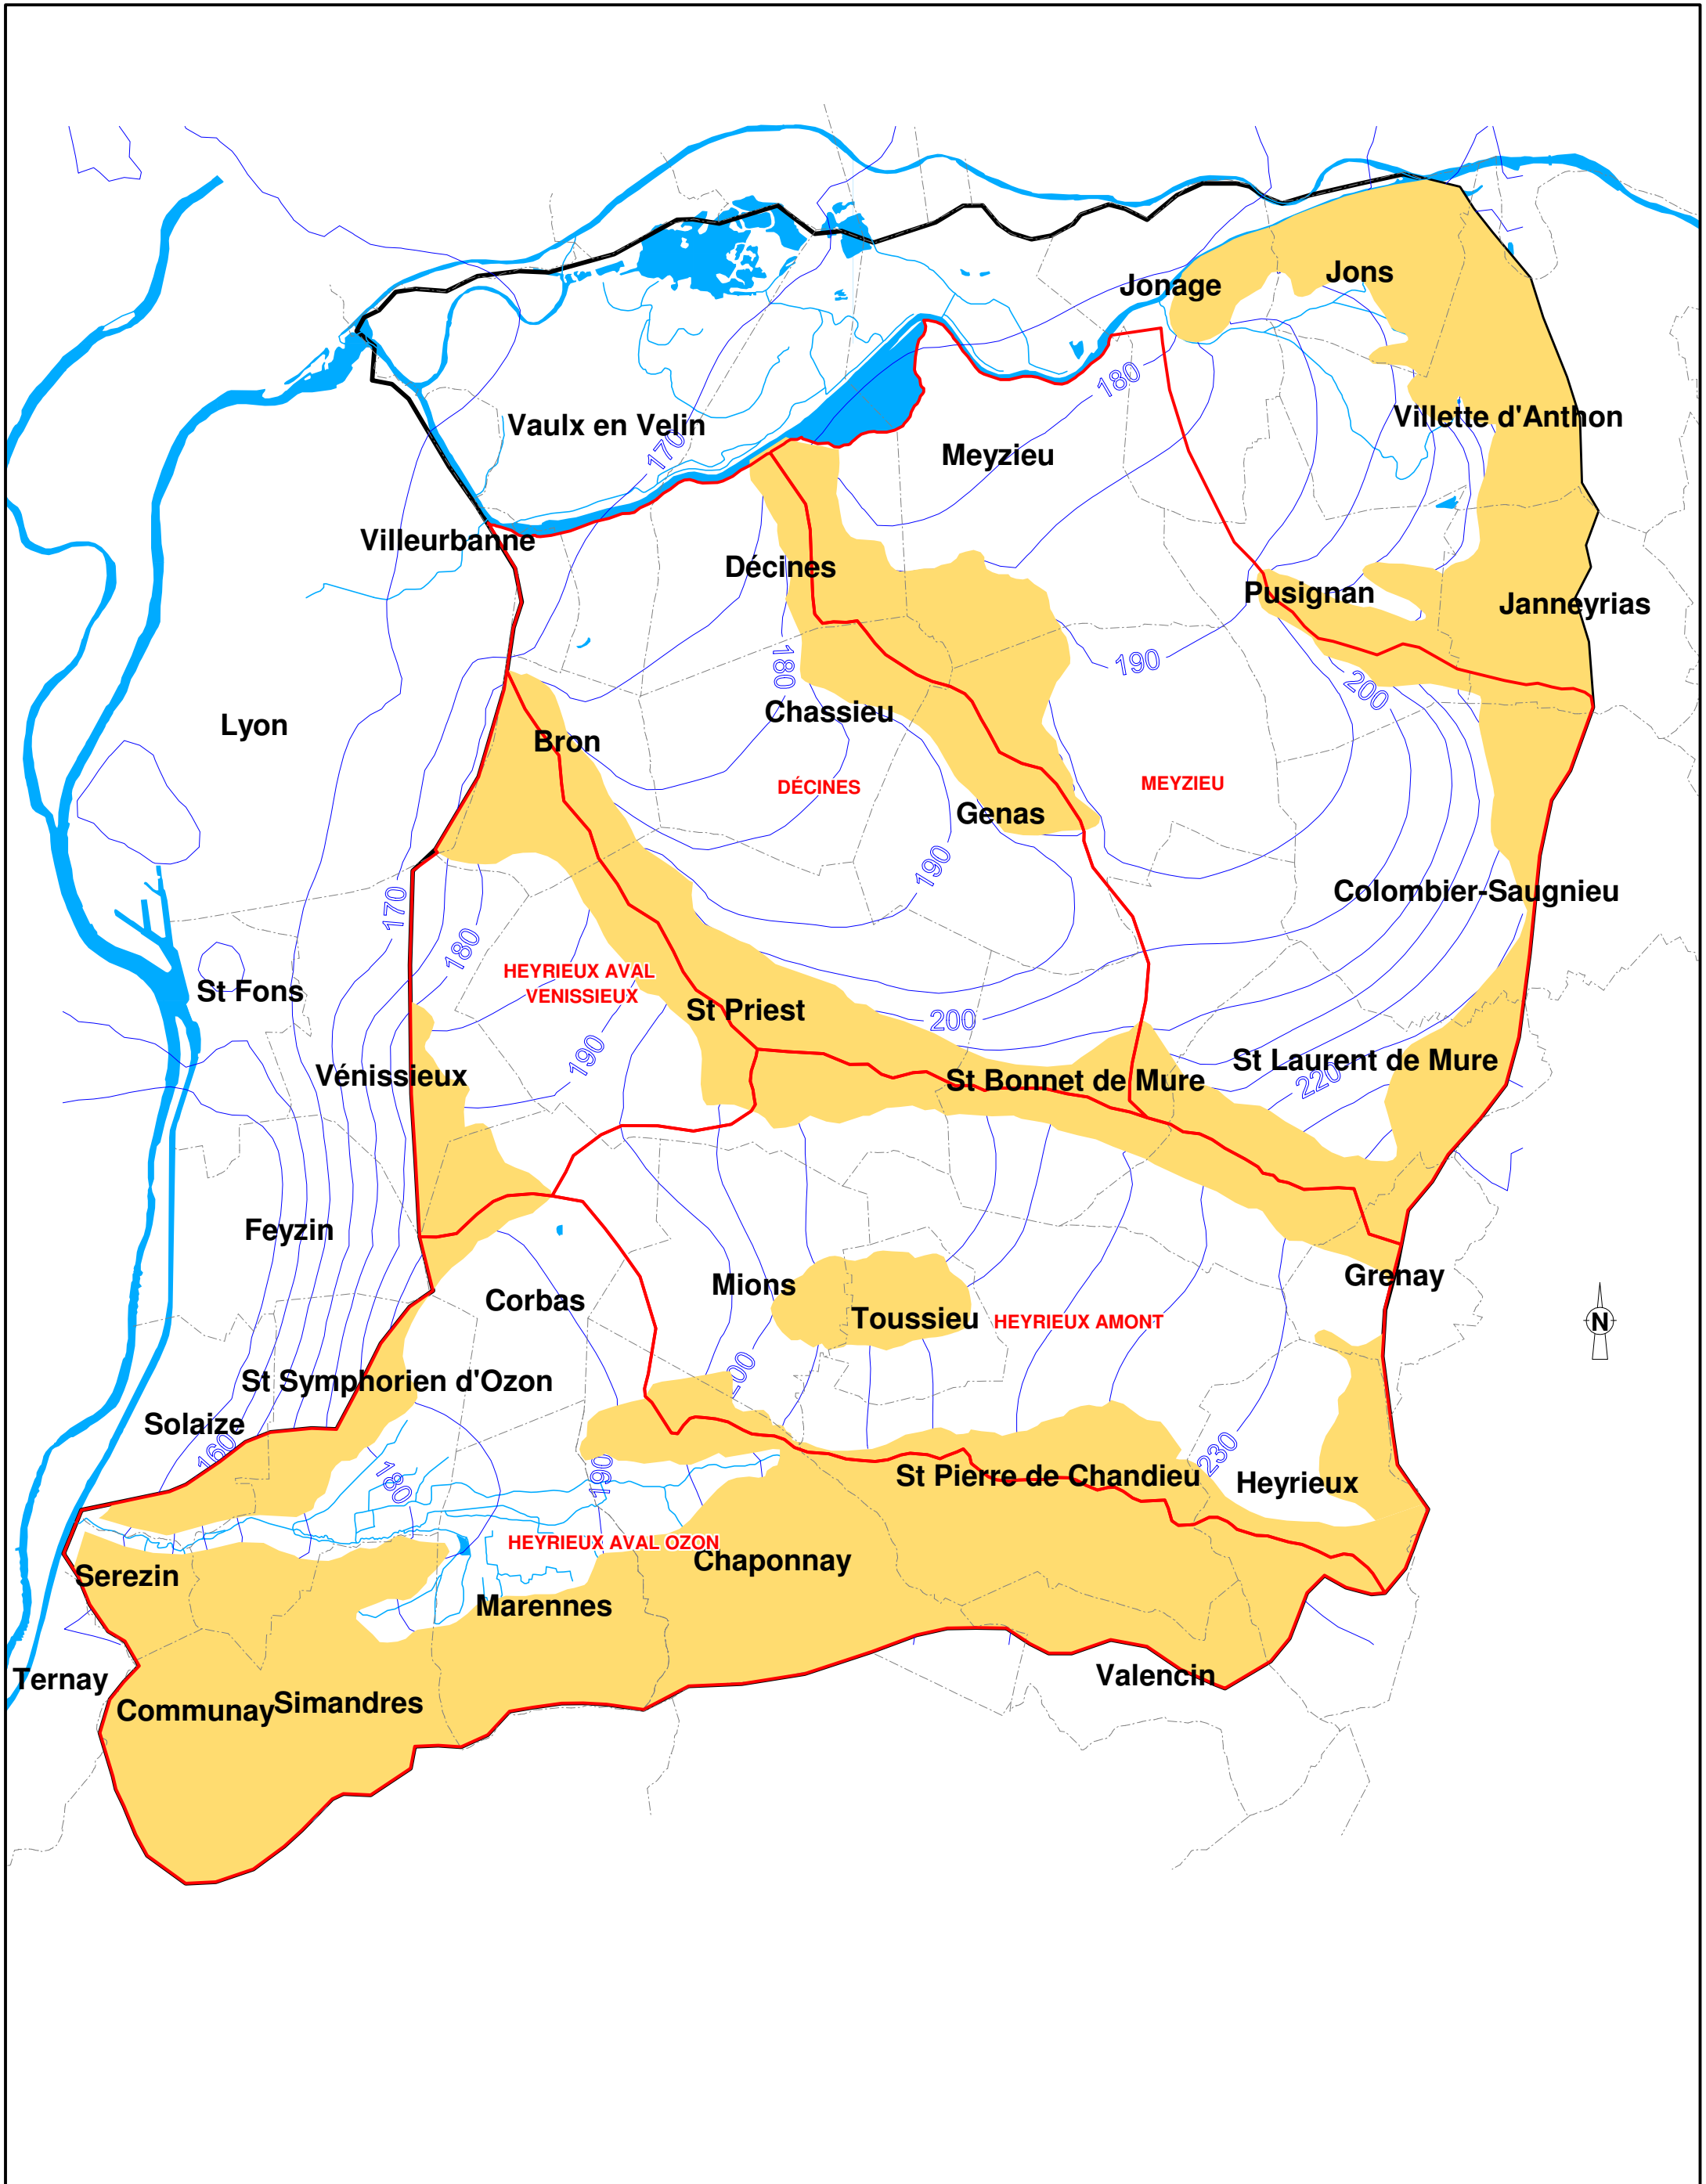 Jons
Jonage
180
Villette d'Anthon
Vaulx en Velin
170
Meyzieu
Villeurbanne
Décines
Pusignan
Janneyrias
190
180
200
Chassieu
Lyon
Bron
DÉCINES
MEYZIEU
Genas
190
Colombier-Saugnieu
170
180
HEYRIEUX AVAL
VENISSIEUX
St Fons
St Priest
200
190
St Laurent de Mure
Vénissieux
St Bonnet de Mure
220
Feyzin
Grenay
Mions
Corbas
Toussieu
HEYRIEUX AMONT
N
200
St Symphorien d'Ozon
Solaize
160
180
190
230
St Pierre de Chandieu
Heyrieux
HEYRIEUX AVAL OZON
Chaponnay
Serezin
Marennes
Ternay
Valencin
Communay
Simandres